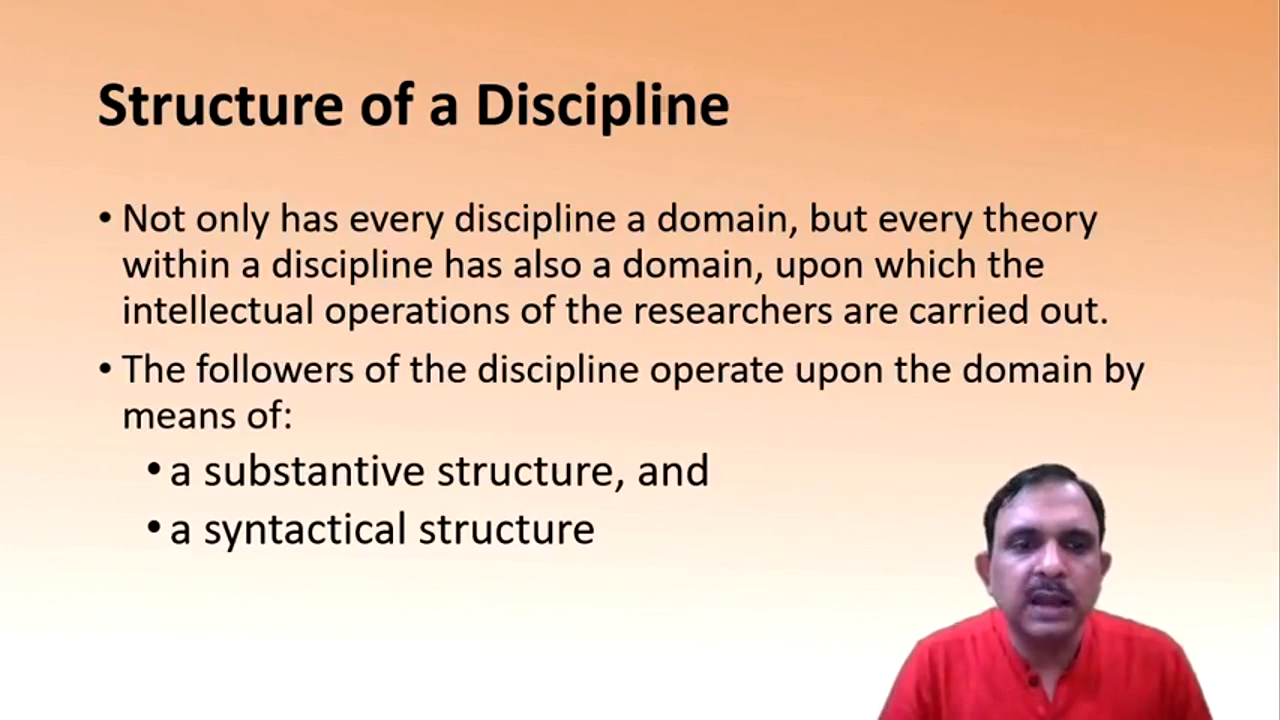 Structure of a Discipline
• Not only has every discipline a domain, but every theory
within a discipline has also a domain, upon which the
intellectual operations of the researchers are carried out.
• The followers of the discipline operate upon the domain by
means of:
• a substantive structure, and
• a syntactical structure